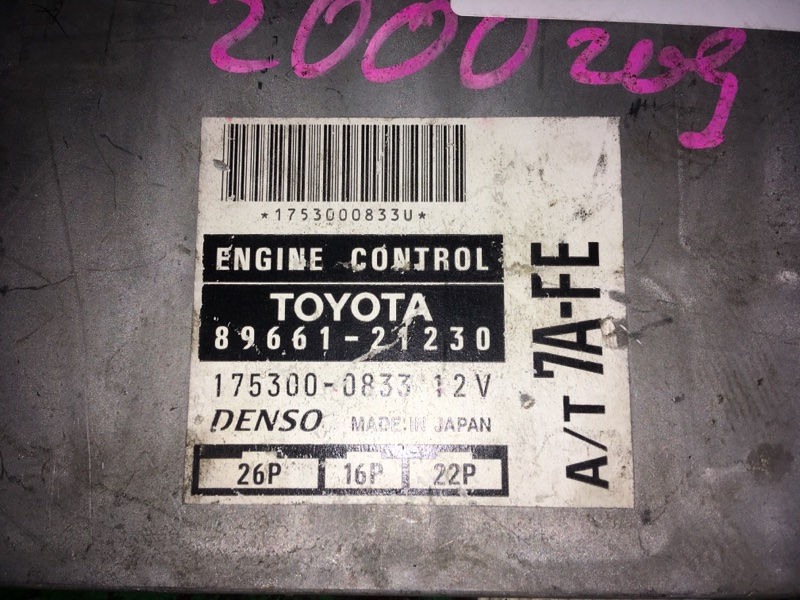 2000 209
*1753000833U*
ENGINE CONTROL
TOYOTA
89661-21230
175300-0833 12V
DENSO MADE IN JAPAN
26P 16P 22P
A/T 7A-FE